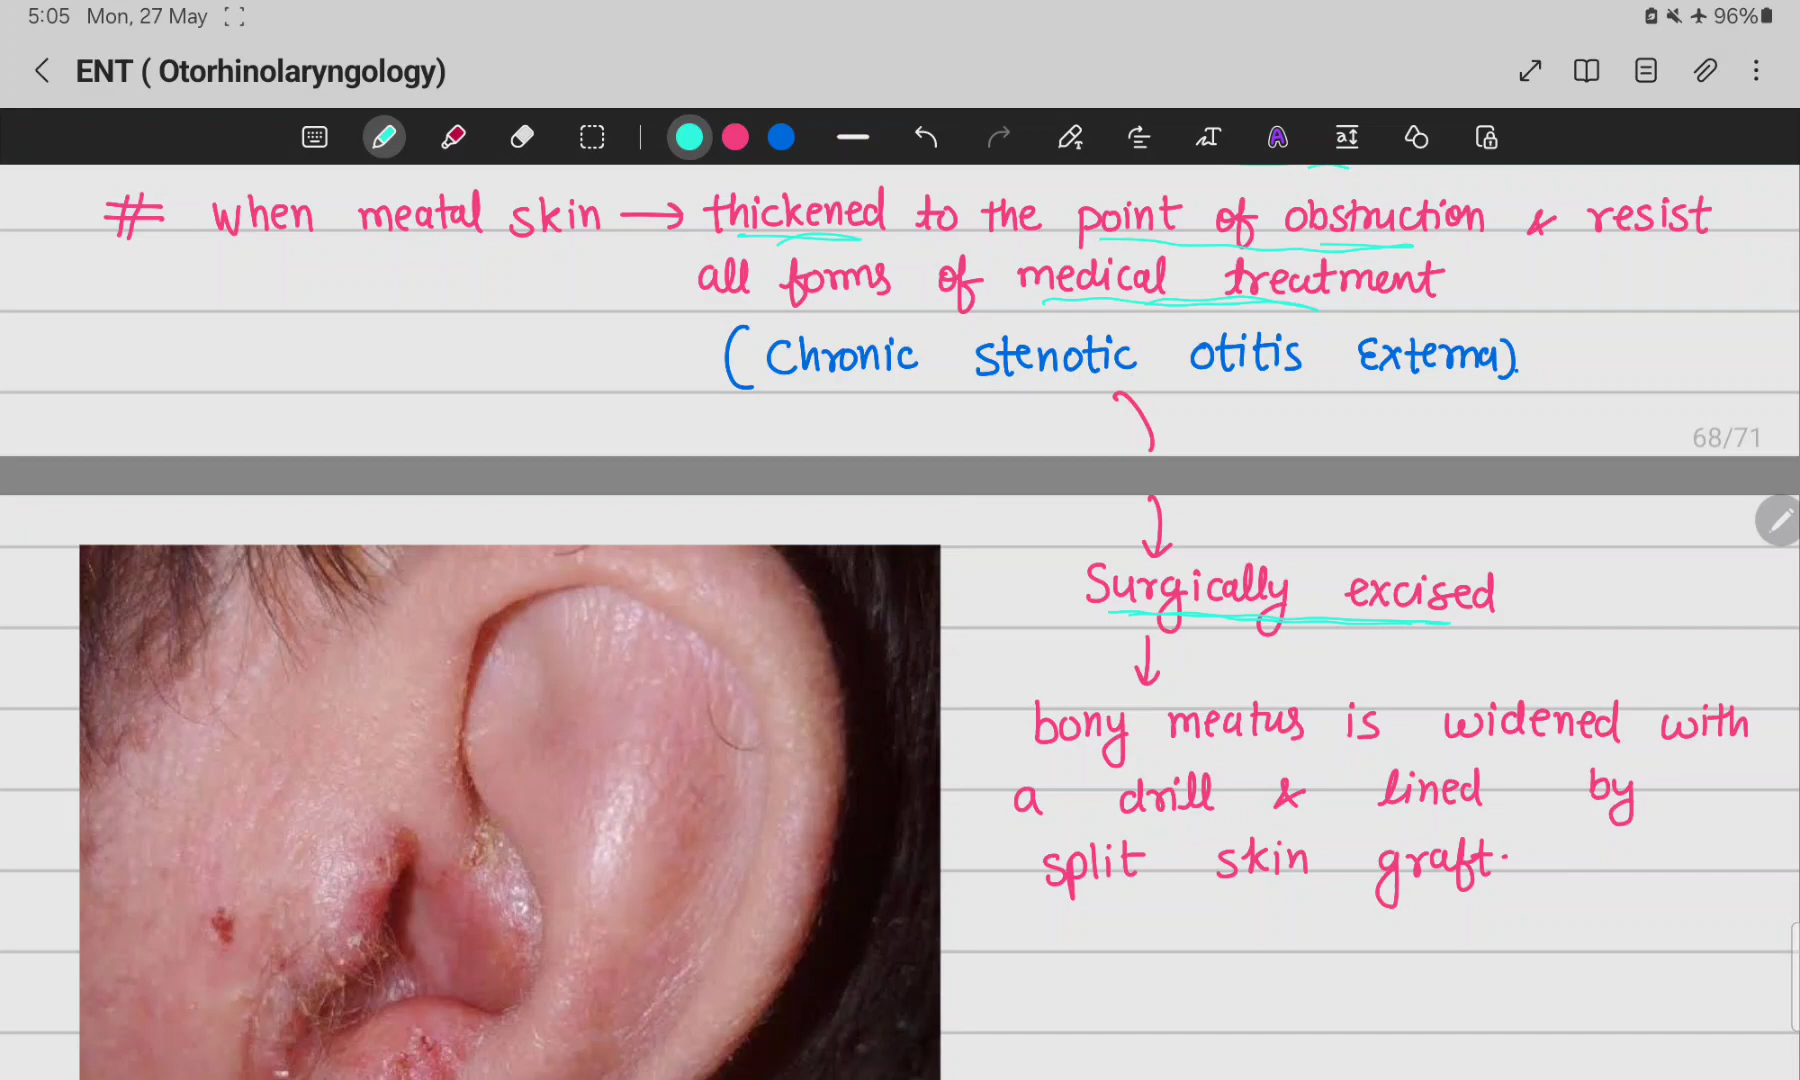 5:05 Mon, 27 May 96%
ENT ( Otorhinolaryngology)
# when meatal skin → thickened to the point of obstruction & resist
all forms of medical treatment
(Chronic stenotic otitis Externa).
68/71
Surgically excised
↓
bony meatus is widened with
a drill & lined by
split skin graft.